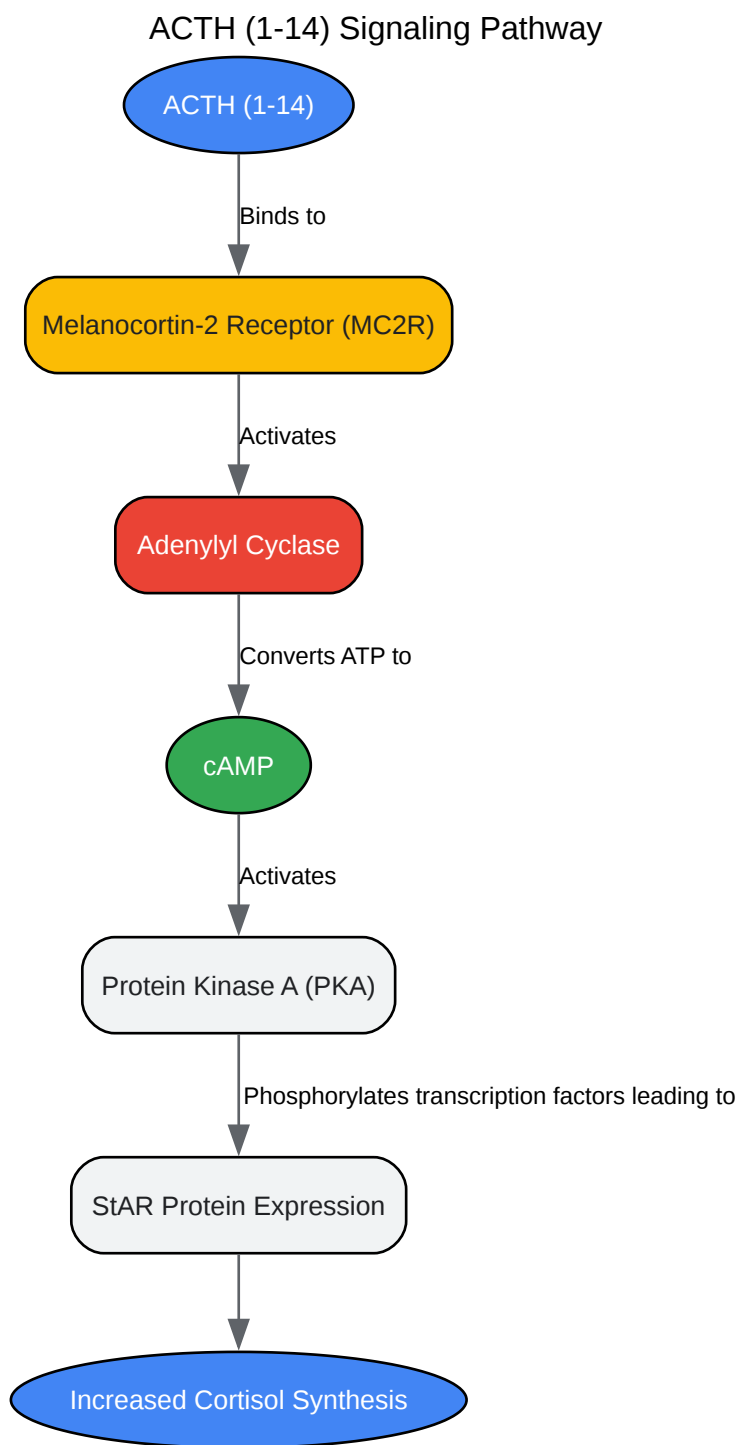 ACTH (1-14) Signaling Pathway
ACTH (1-14)
Binds to
Melanocortin-2 Receptor (MC2R)
Activates
Adenylyl Cyclase
Converts ATP to
cAMP
Activates
Protein Kinase A (PKA)
Phosphorylates transcription factors leading to
StAR Protein Expression
Increased Cortisol Synthesis